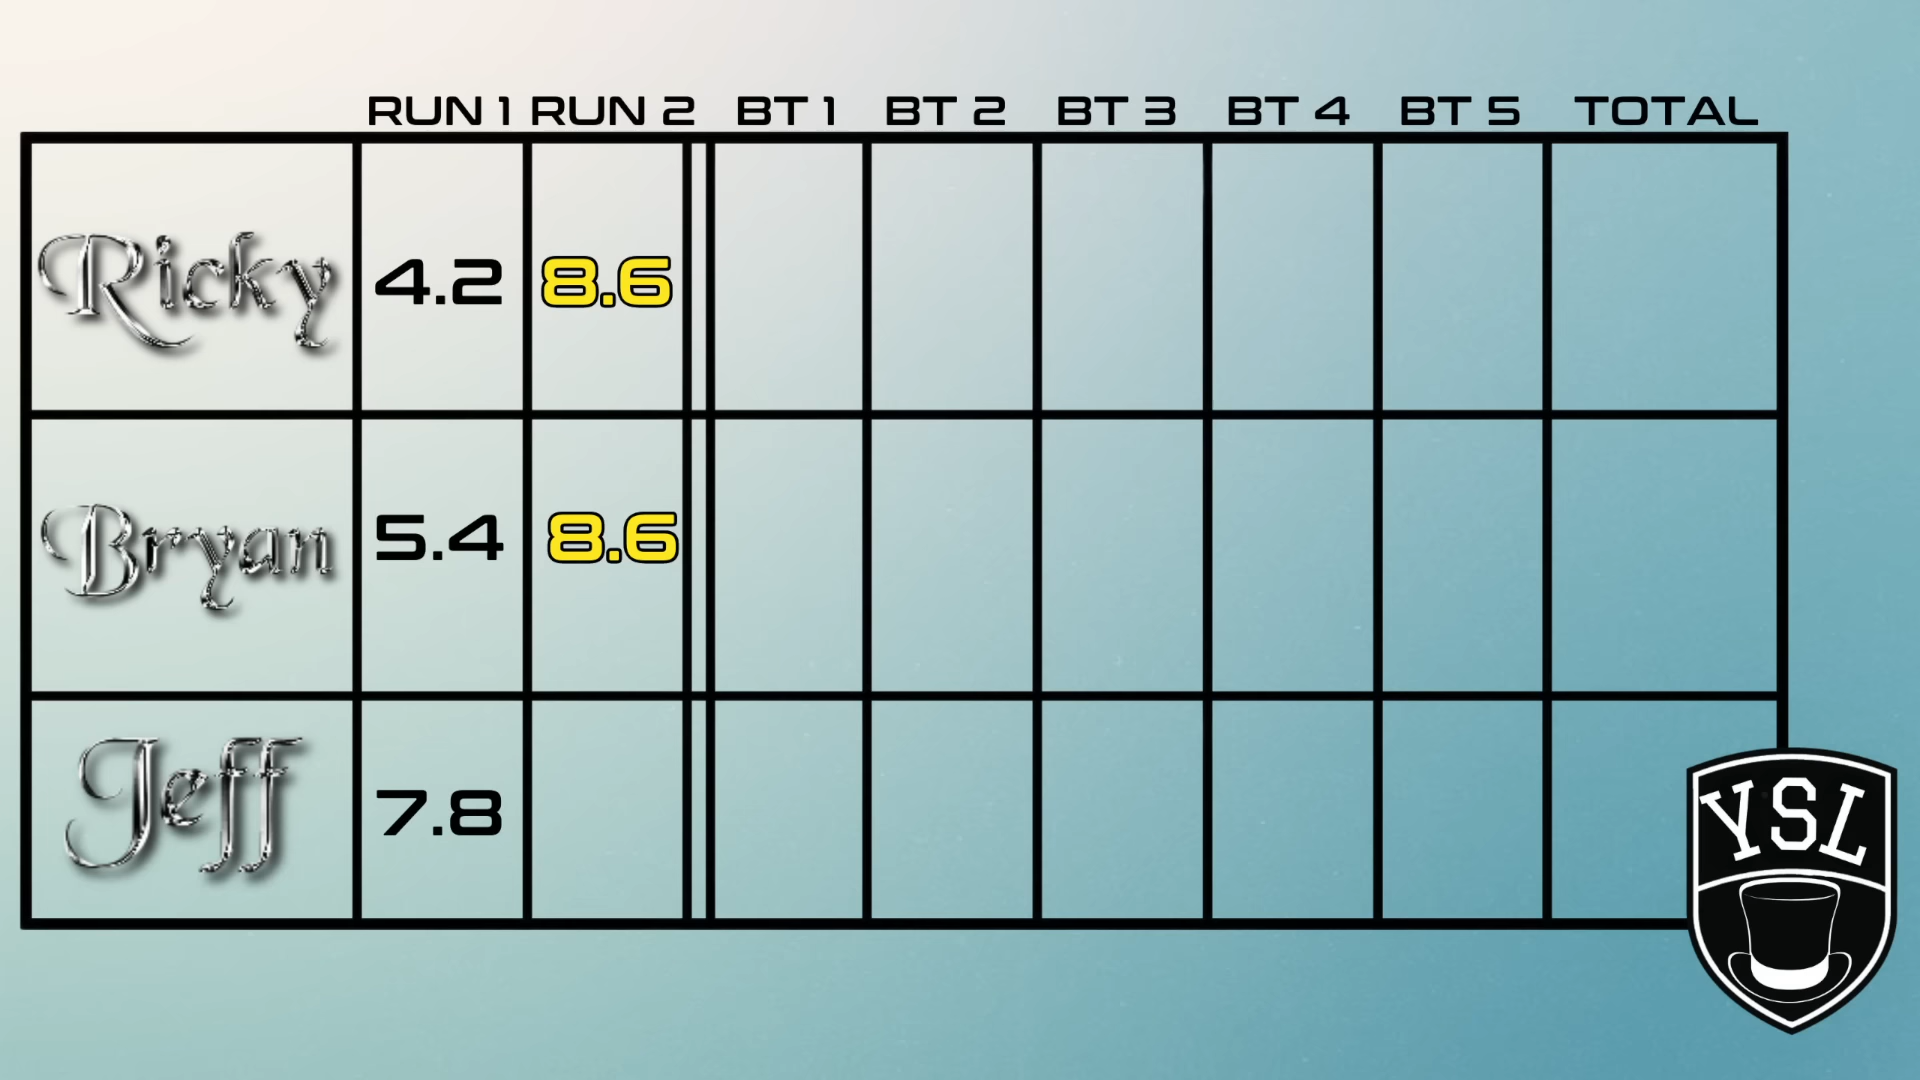 RUN 1 RUN 2 BT 1 BT 2 BT 3 BT 4 BT 5 TOTAL
Ricky 4.2 8.6
Bryan 5.4 8.6
Jeff 7.8
YSL